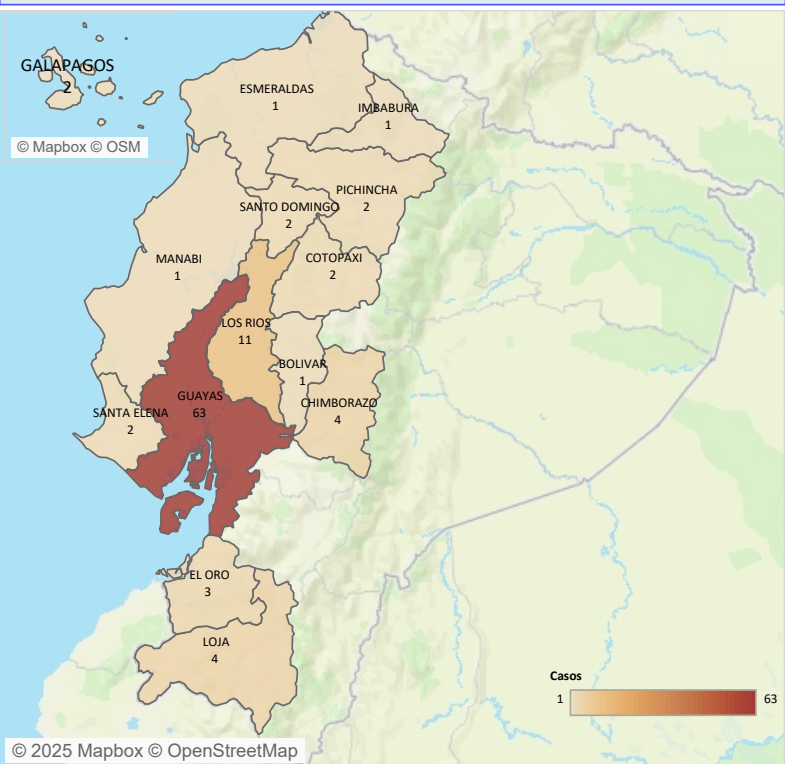 GALAPAGOS
2
© Mapbox © OSM
ESMERALDAS
1
IMBABURA
1
PICHINCHA
2
SANTO DOMINGO
2
MANABI
1
COTOPAXI
2
LOS RIOS
11
BOLIVAR
1
GUAYAS
63
CHIMBORAZO
4
SANTA ELENA
2
EL ORO
3
LOJA
4
Casos
1 63
© 2025 Mapbox © OpenStreetMap